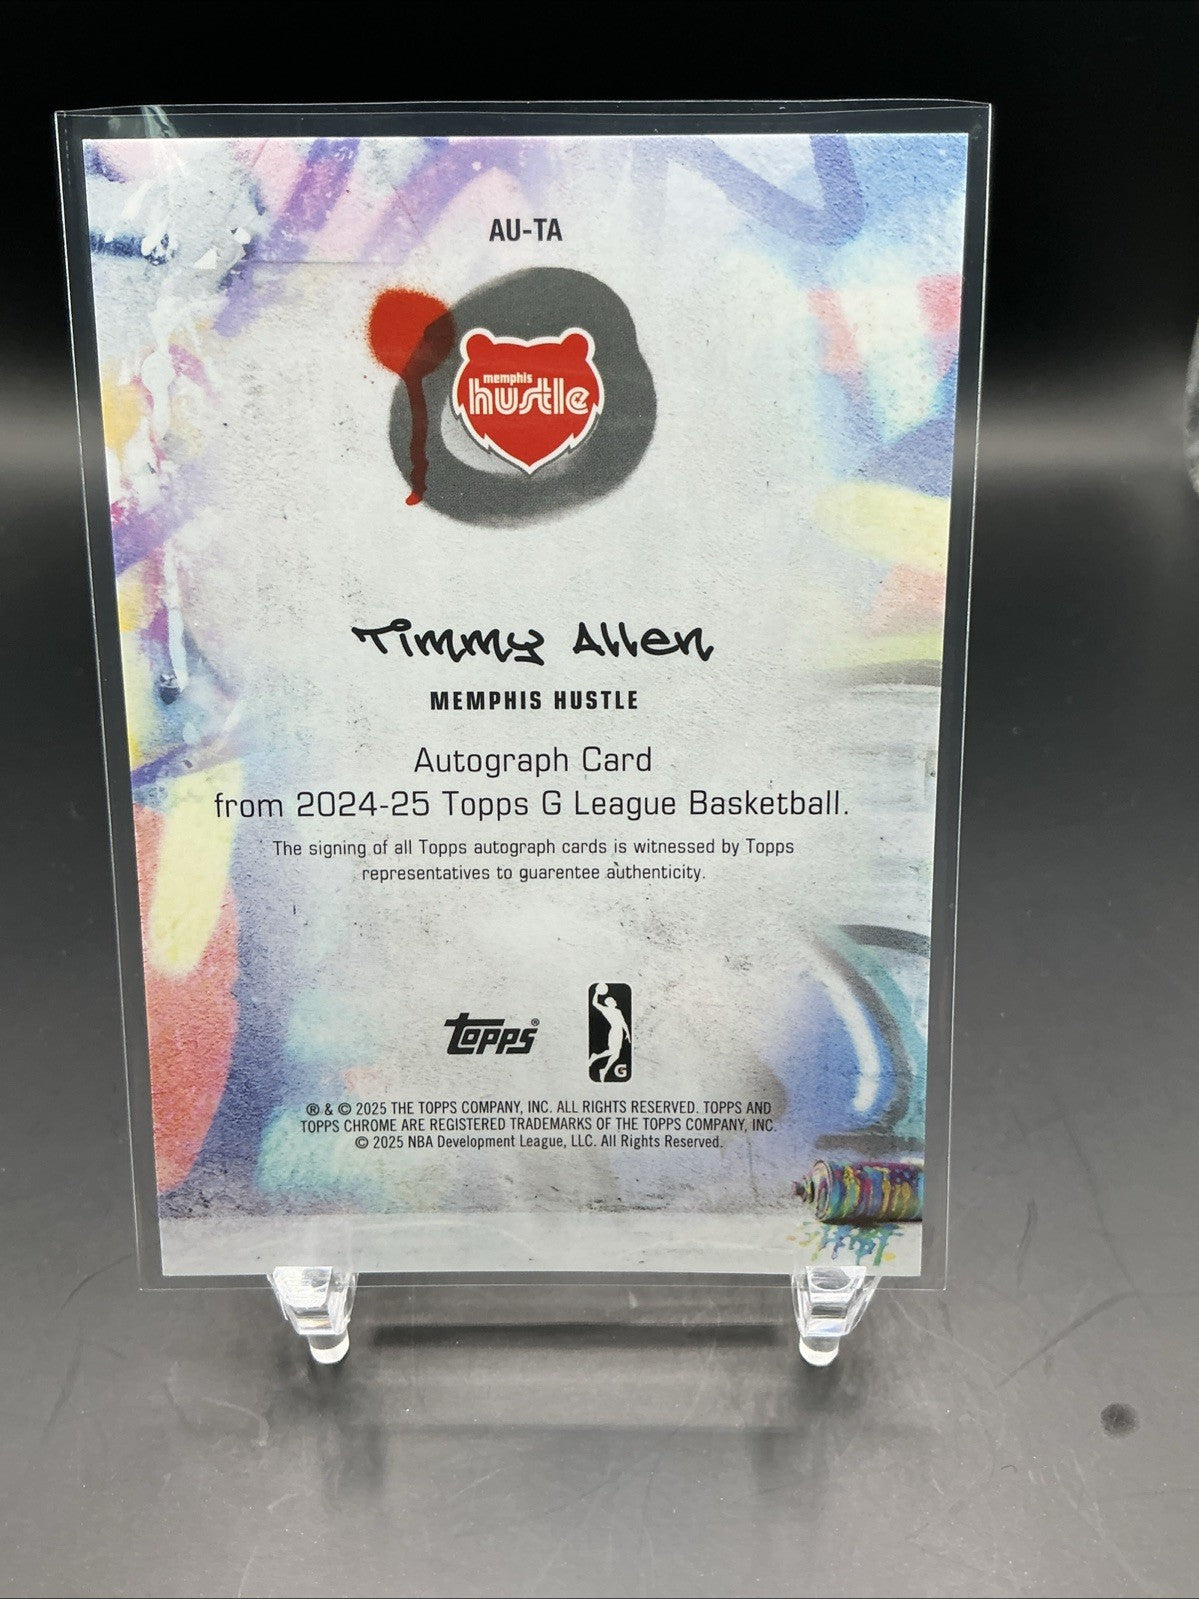 AU-TA
memphis
hustle
Timmy Allen
MEMPHIS HUSTLE
Autograph Card
from 2024-25 Topps G League Basketball.
The signing of all Topps autograph cards is witnessed by Topps
representatives to guarantee authenticity.
Topps®
G
® & © 2025 THE TOPPS COMPANY, INC. ALL RIGHTS RESERVED. TOPPS AND
TOPPS CHROME ARE REGISTERED TRADEMARKS OF THE TOPPS COMPANY, INC.
© 2025 NBA Development League, LLC. All Rights Reserved.